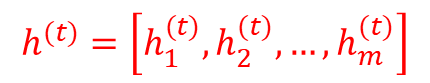 h^{(t)} = [h_1^{(t)}, h_2^{(t)}, ..., h_m^{(t)}]